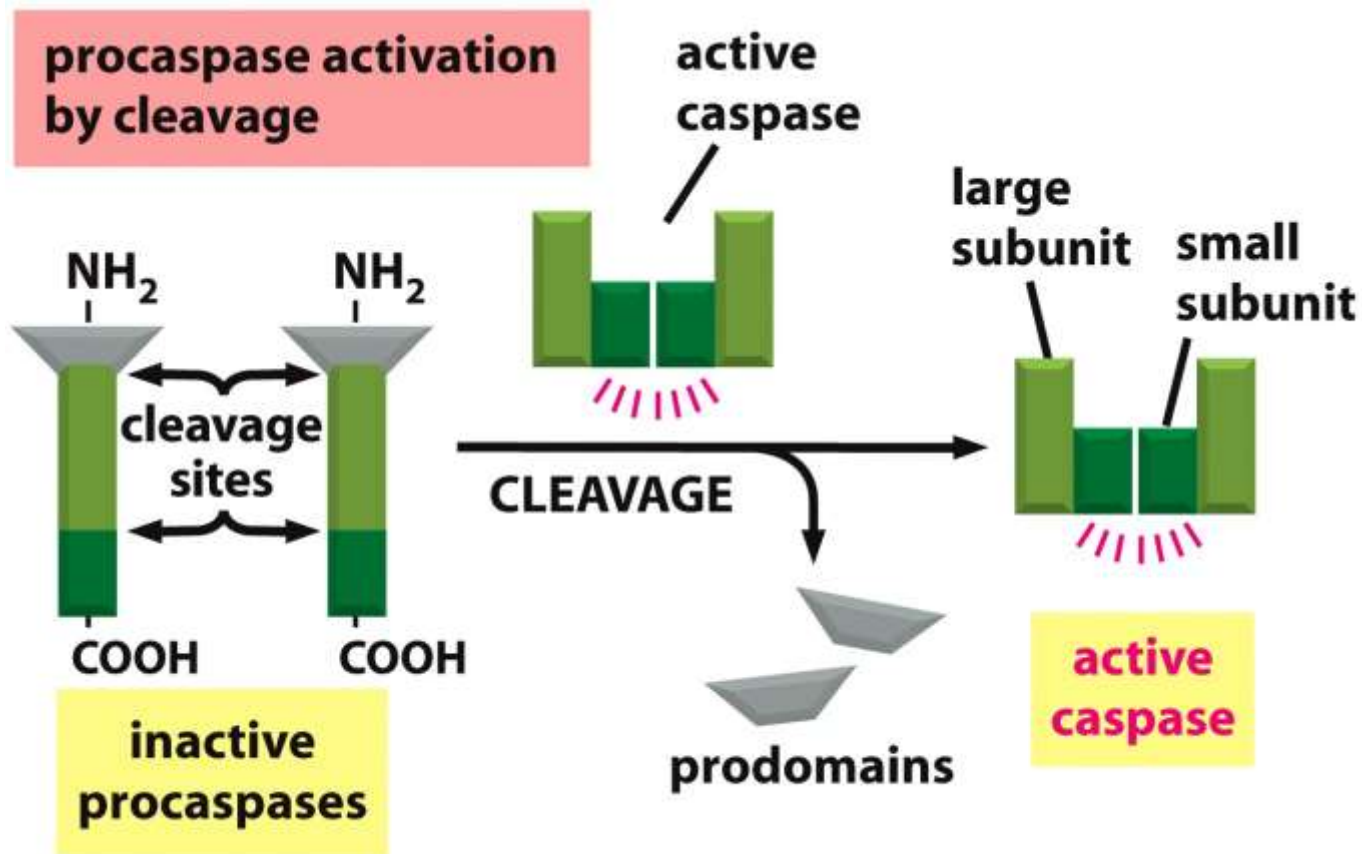 procaspase activation
by cleavage
active
caspase
large
subunit
small
subunit
NH2
NH2
cleavage
sites
CLEAVAGE
COOH
COOH
prodomains
inactive
procaspases
active
caspase